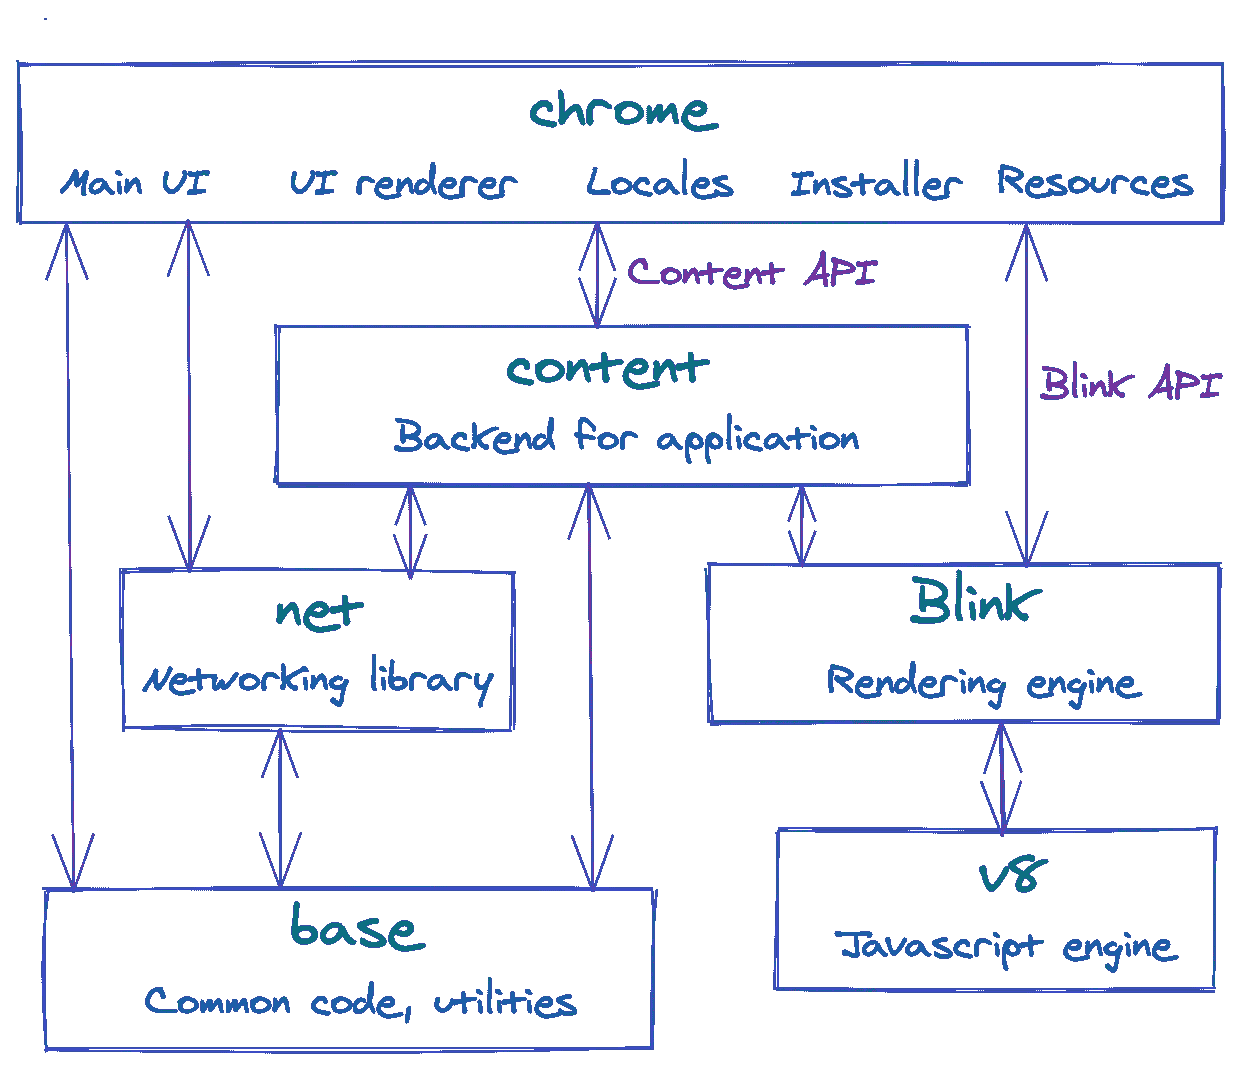 chrome
Main UI UI renderer Locales Installer Resources
Content API
content
Blink API
Backend for application
net
Blink
Networking library
Rendering engine
v8
base
Javascript engine
Common code, utilities